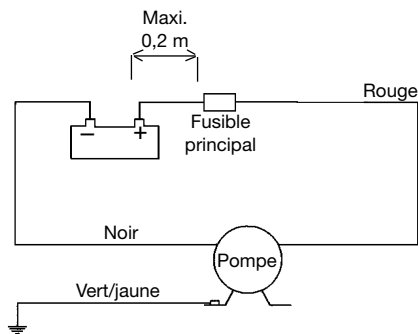 Maxi.
0,2 m
Rouge
Fusible
principal
− +
Noir
Pompe
Vert/jaune